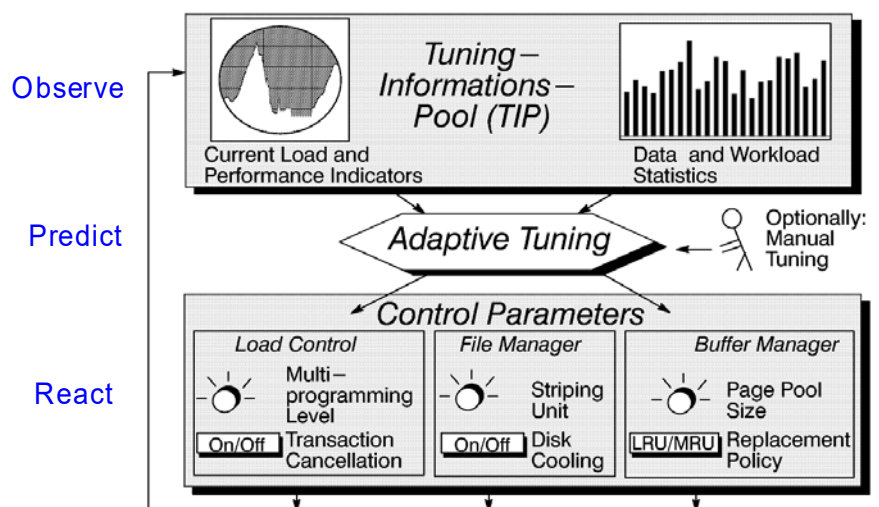 Observe
Tuning–
Informations–
Pool (TIP)
Current Load and
Performance Indicators
Data and Workload
Statistics
Predict
Adaptive Tuning
Optionally:
Manual
Tuning
React
Control Parameters
Load Control
Multi–
programming
Level
On/Off
Transaction
Cancellation
File Manager
Striping
Unit
On/Off
Disk
Cooling
Buffer Manager
Page Pool
Size
LRU/MRU
Replacement
Policy